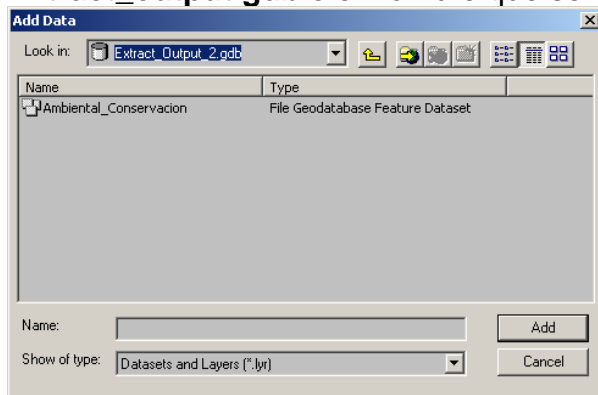 Add Data
Look in: Extract_Output_2.gdb
Name Type
Ambiental_Conservacion File Geodatabase Feature Dataset
Name: Add
Show of type: Datasets and Layers (*.lyr) Cancel